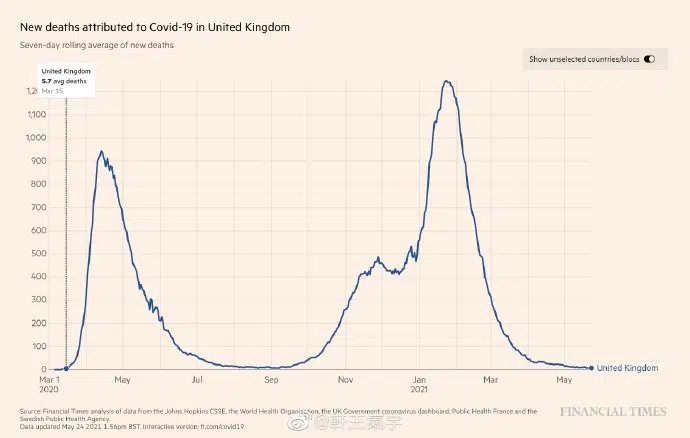 New deaths attributed to Covid-19 in United Kingdom
Seven-day rolling average of new deaths
Show unselected countries/blocs
United Kingdom
5.7 avg deaths
Mar 15
1,100
1,000
900
800
700
600
500
400
300
200
100
0
Mar 1
2020
May
Jul
Sep
Nov
Jan
2021
Mar
May
United Kingdom
Source: Financial Times analysis of data from the Johns Hopkins CSSE, the World Health Organization, the UK Government coronavirus dashboard, Public Health France and the
Swedish Public Health Agency.
Data updated May 24 2021 1.56pm BST. Interactive version: ft.com/covid19
FINANCIAL TIMES
@軒王氣宇